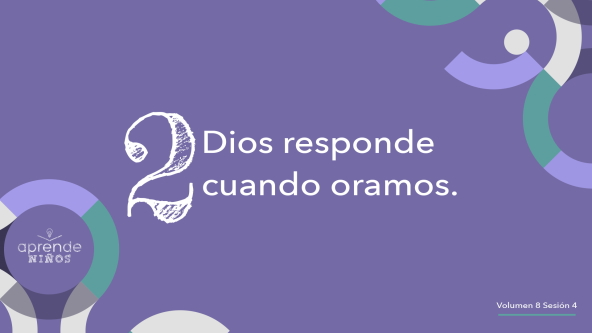 2
Dios responde
cuando oramos.
aprende
NIÑOS
Volumen 8 Sesión 4